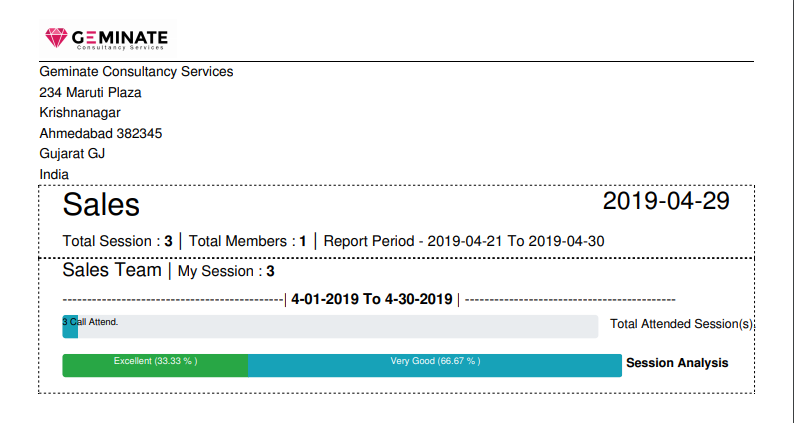 GEMINATE
Consultancy Services
Geminate Consultancy Services
234 Maruti Plaza
Krishnanagar
Ahmedabad 382345
Gujarat GJ
India
Sales 2019-04-29
Total Session : 3 | Total Members : 1 | Report Period - 2019-04-21 To 2019-04-30
Sales Team | My Session : 3
-----------------------------------------------| 4-01-2019 To 4-30-2019 | ---------------------------------------------
3 Call Attend. Total Attended Session(s)
Excellent (33.33 % ) Very Good (66.67 % ) Session Analysis